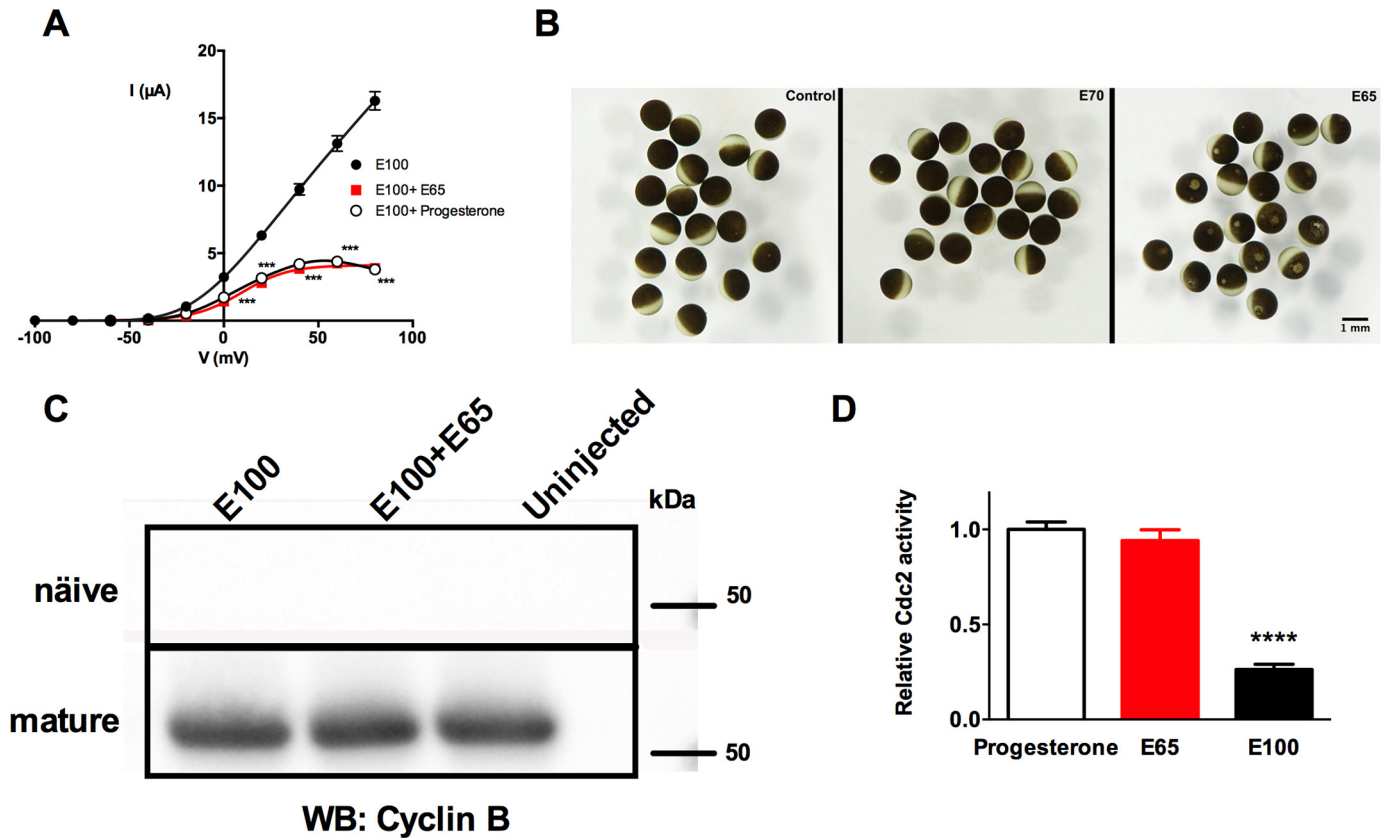 A
20
15
10
5
I (µA)
E100
E100+ E65
E100+ Progesterone
***
***
***
***
***
-100
-50
0
50
100
V (mV)
B
Control
E70
E65
1 mm
C
E100
E100+E65
Uninjected
kDa
näive
50
mature
50
WB: Cyclin B
D
Relative Cdc2 activity
1.0
0.5
0.0
****
Progesterone
E65
E100